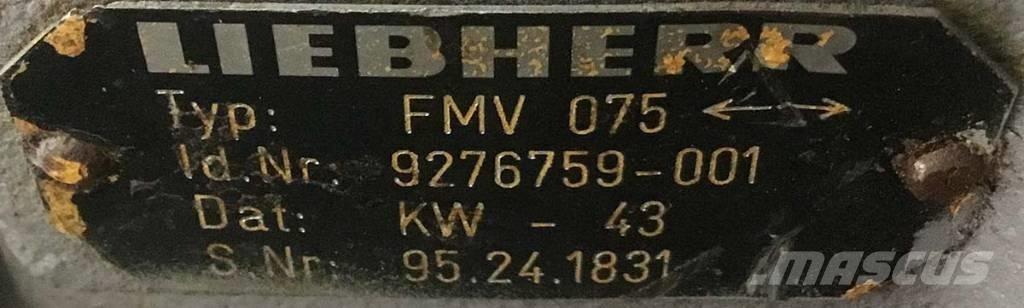 LIEBHERR
Typ: FMV 075 ↔
Id.Nr: 9276759-001
Dat: KW - 43
S.Nr: 95.24.1831
MASCUS